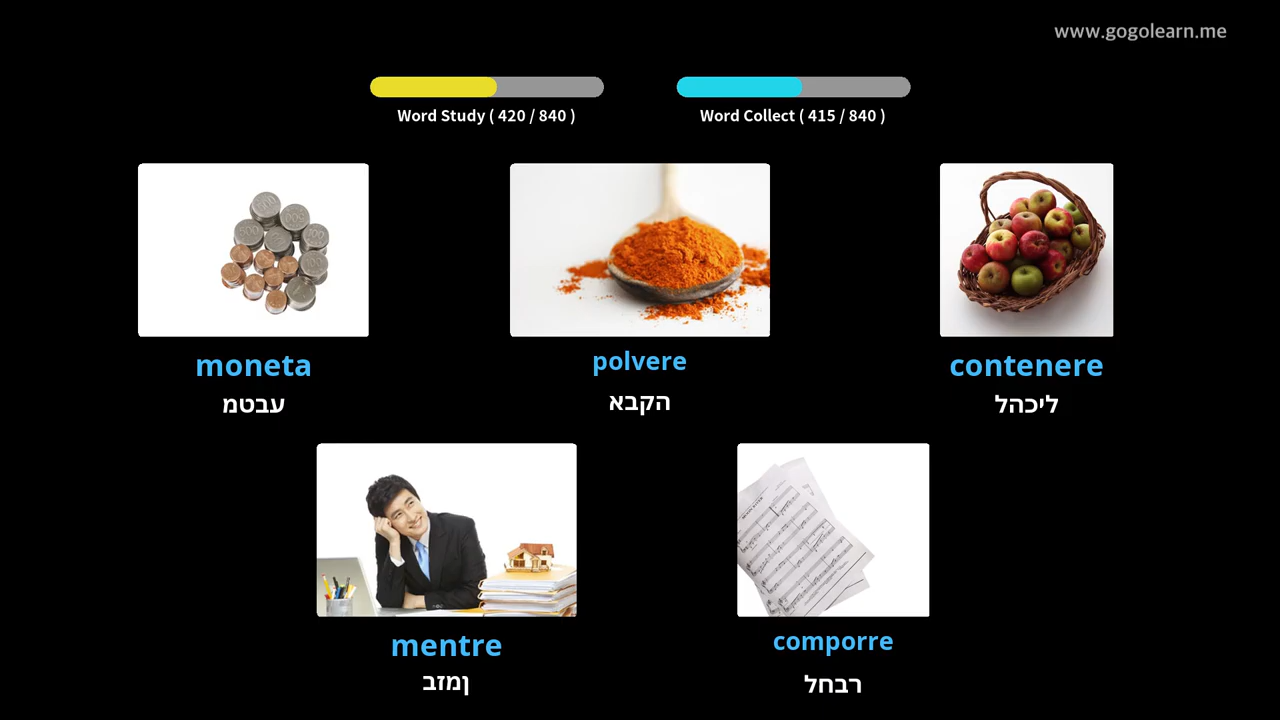 www.gogolearn.me
Word Study ( 420 / 840 )
Word Collect ( 415 / 840 )
moneta
עבטמ
polvere
הקבא
contenere
ליכהל
mentre
ןמזב
comporre
רבחל